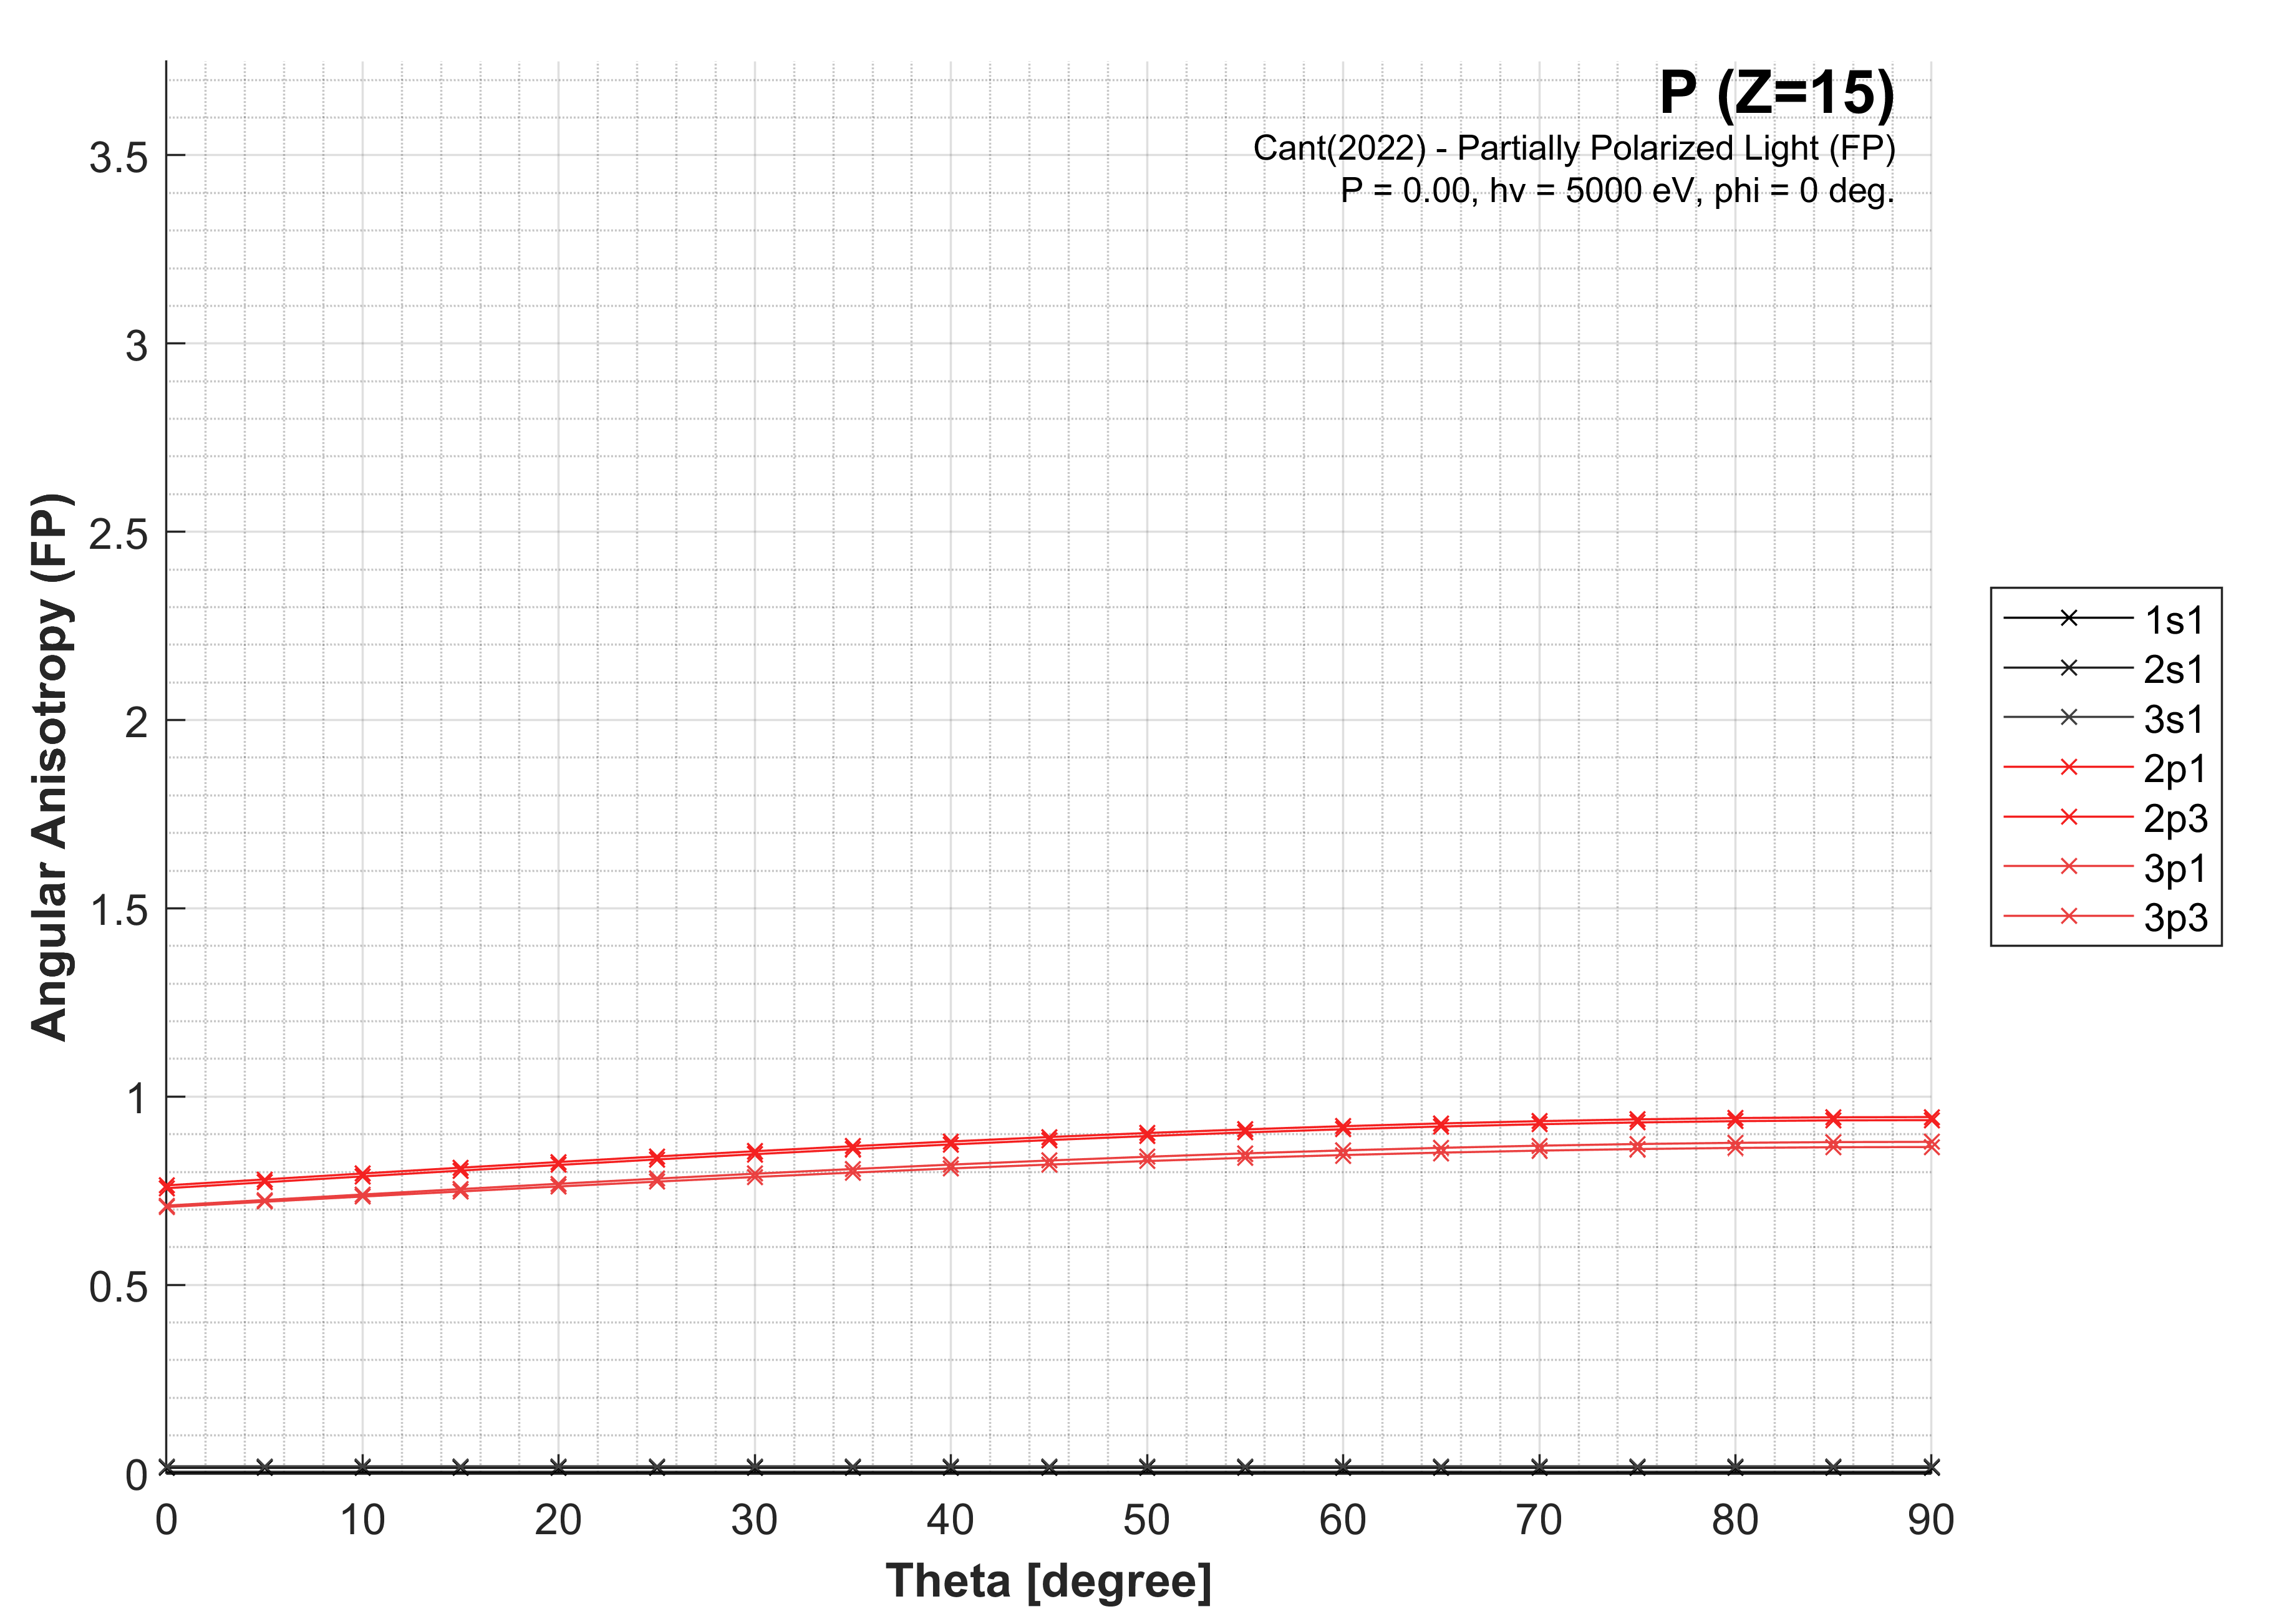 P (Z=15)
Cant(2022) - Partially Polarized Light (FP)
P = 0.00, hv = 5000 eV, phi = 0 deg.
Angular Anisotropy (FP)
3.5
3
2.5
2
1.5
1
0.5
0
0 10 20 30 40 50 60 70 80 90
Theta [degree]
1s1
2s1
3s1
2p1
2p3
3p1
3p3